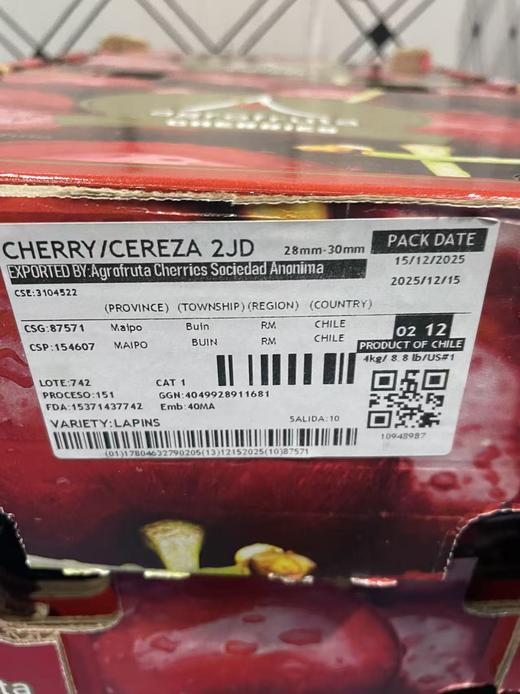 Agrofruta
CHERRIES
CHERRY/CEREZA 2JD 28mm-30mm PACK DATE
EXPORTED BY:Agrofruta Cherrics Sociedad Anonima 15/12/2025
2025/12/15
CSE:3104522
(PROVINCE) (TOWNSHIP) (REGION) (COUNTRY)
CSG:87571 Maipo Buin RM CHILE
CSP:154607 MAIPO BUIN RM CHILE
02 12
PRODUCT OF CHILE
4kg/ 8.8 lb/US#1
LOTE:742 CAT 1
PROCESO:151 GGN:4049928911681
FDA:15371437742 Emb:40MA
VARIETY:LAPINS SALIDA:10
10948987
(01)17804632790205(13)12152025(10)87571
ta